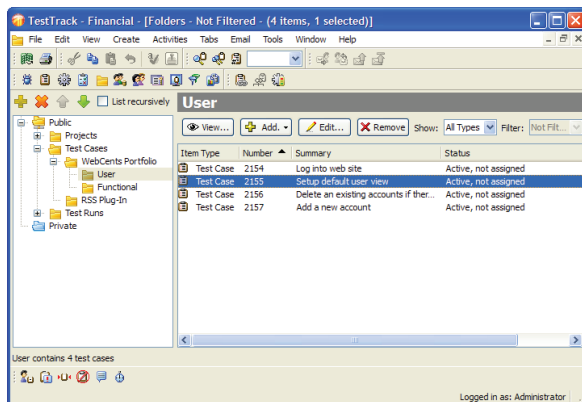 TestTrack - Financial - [Folders - Not Filtered - (4 items, 1 selected)]
File Edit View Create Activities Tabs Email Tools Window Help
List recursively
User
View... Add. Edit... Remove Show: All Types Filter: Not Filt...
Public
Projects
Test Cases
WebCents Portfolio
User
Functional
RSS Plug-In
Test Runs
Private
Item Type Number Summary Status
Test Case 2154 Log into web site Active, not assigned
Test Case 2155 Setup default user view Active, not assigned
Test Case 2156 Delete an existing accounts if ther... Active, not assigned
Test Case 2157 Add a new account Active, not assigned
User contains 4 test cases
Logged in as: Administrator